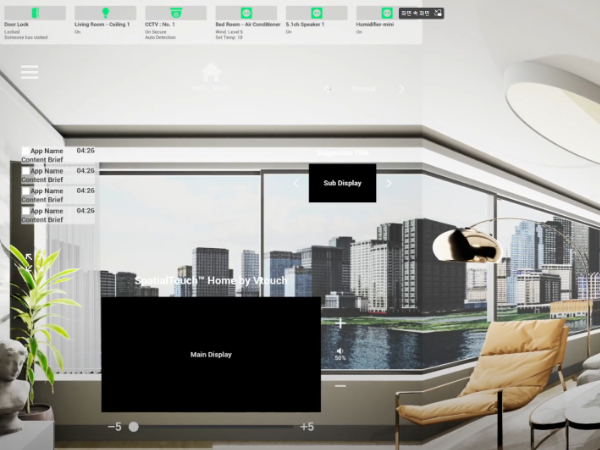 Door Lock
Locked
Someone has visited
Living Room - Ceiling 1
On
CCTV : No. 1
On Secure
Auto Detection
Bed Room - Air Conditioner
Wind: Level 5
Set Temp: 18
5.1ch Speaker 1
On
Humidifier-mini
On
화면 속 화면
App Name 04:26
Content Brief
App Name 04:26
Content Brief
App Name 04:26
Content Brief
App Name 04:26
Content Brief
Sub Display
SpatialTouch™ Home by Vtouch
Main Display
50%
−5
+5